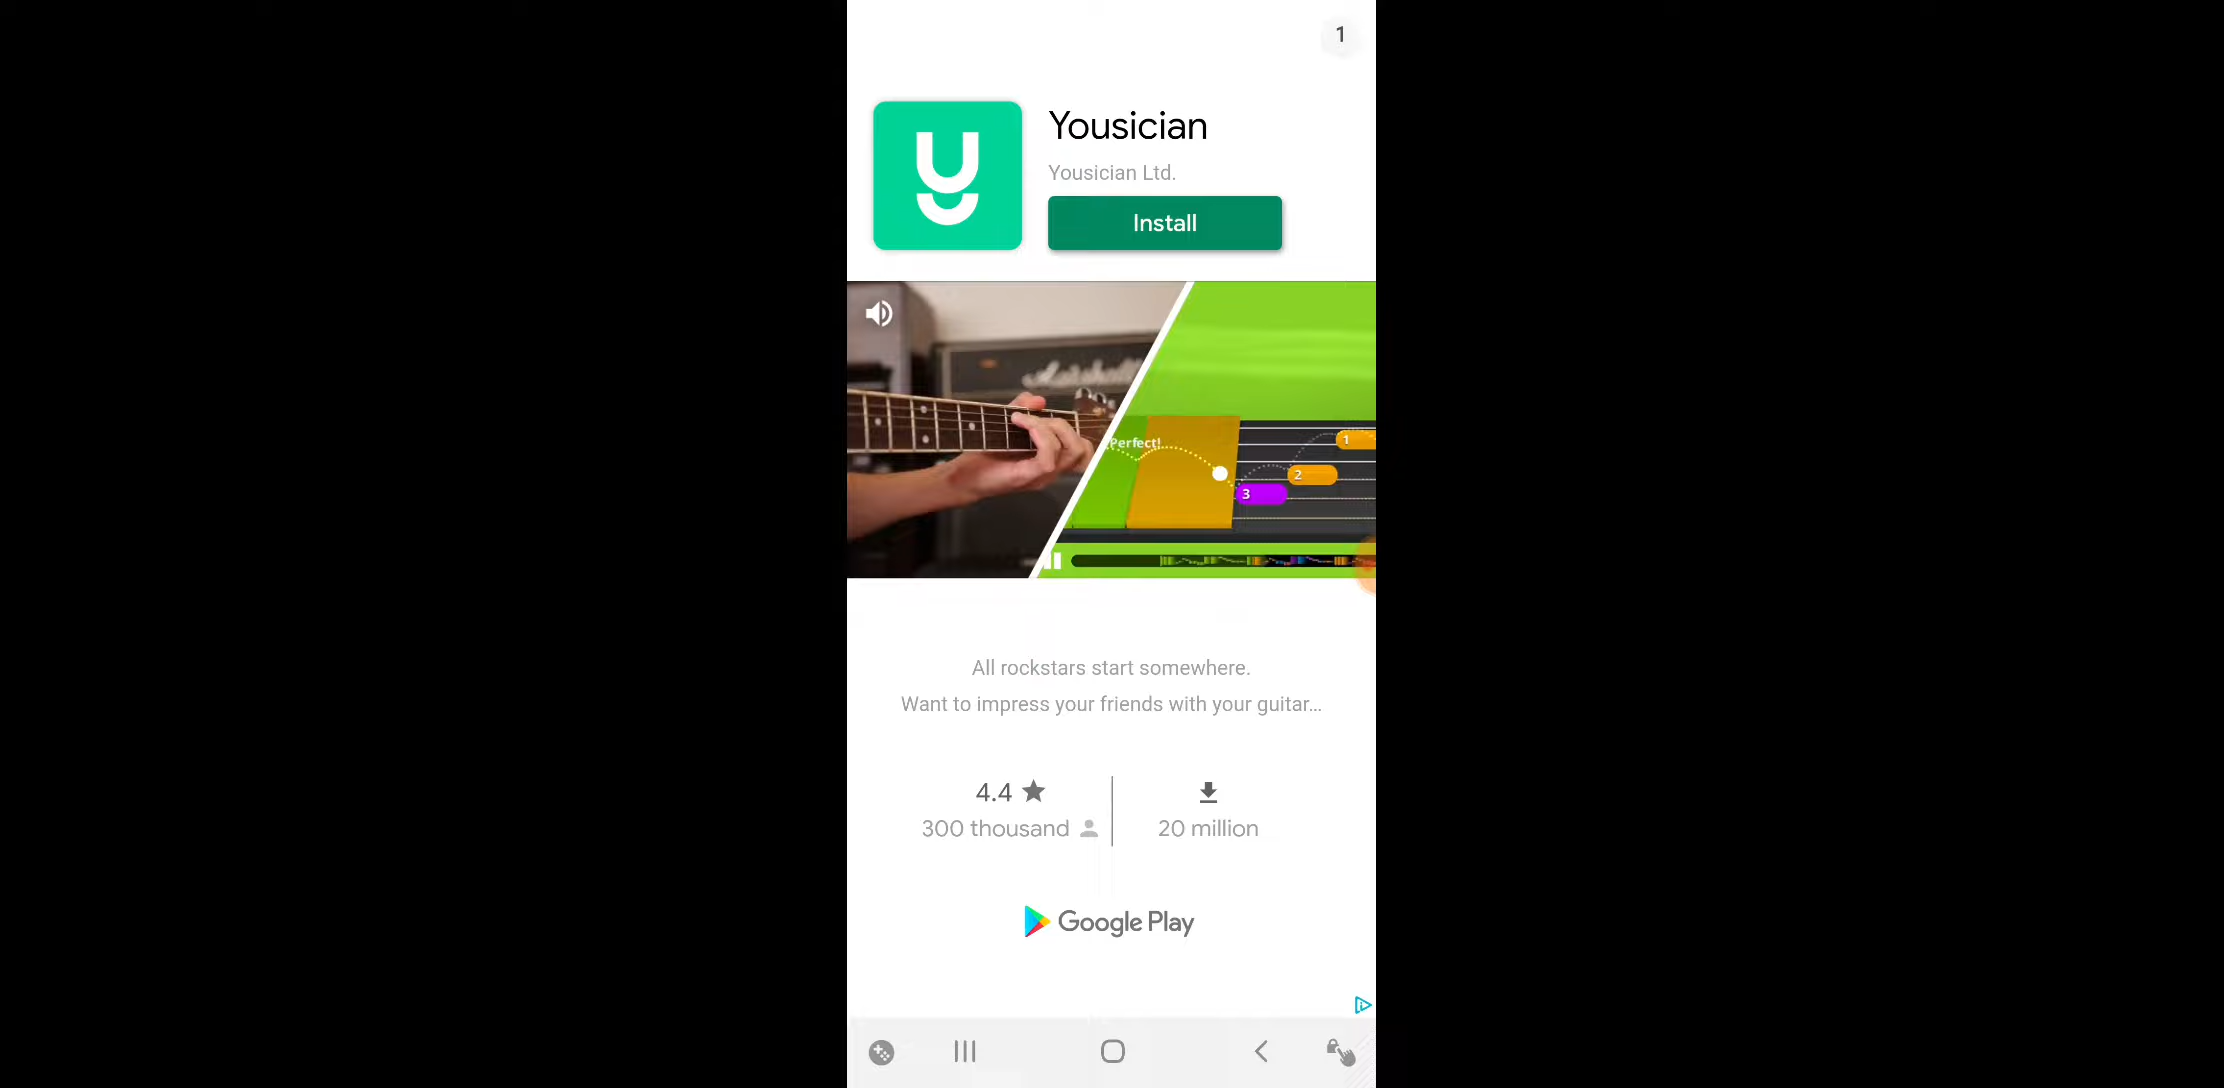 1
Yousician
Yousician Ltd.
Install
Marshall
Perfect!
1
2
3
All rockstars start somewhere.
Want to impress your friends with your guitar...
4.4
300 thousand
20 million
Google Play